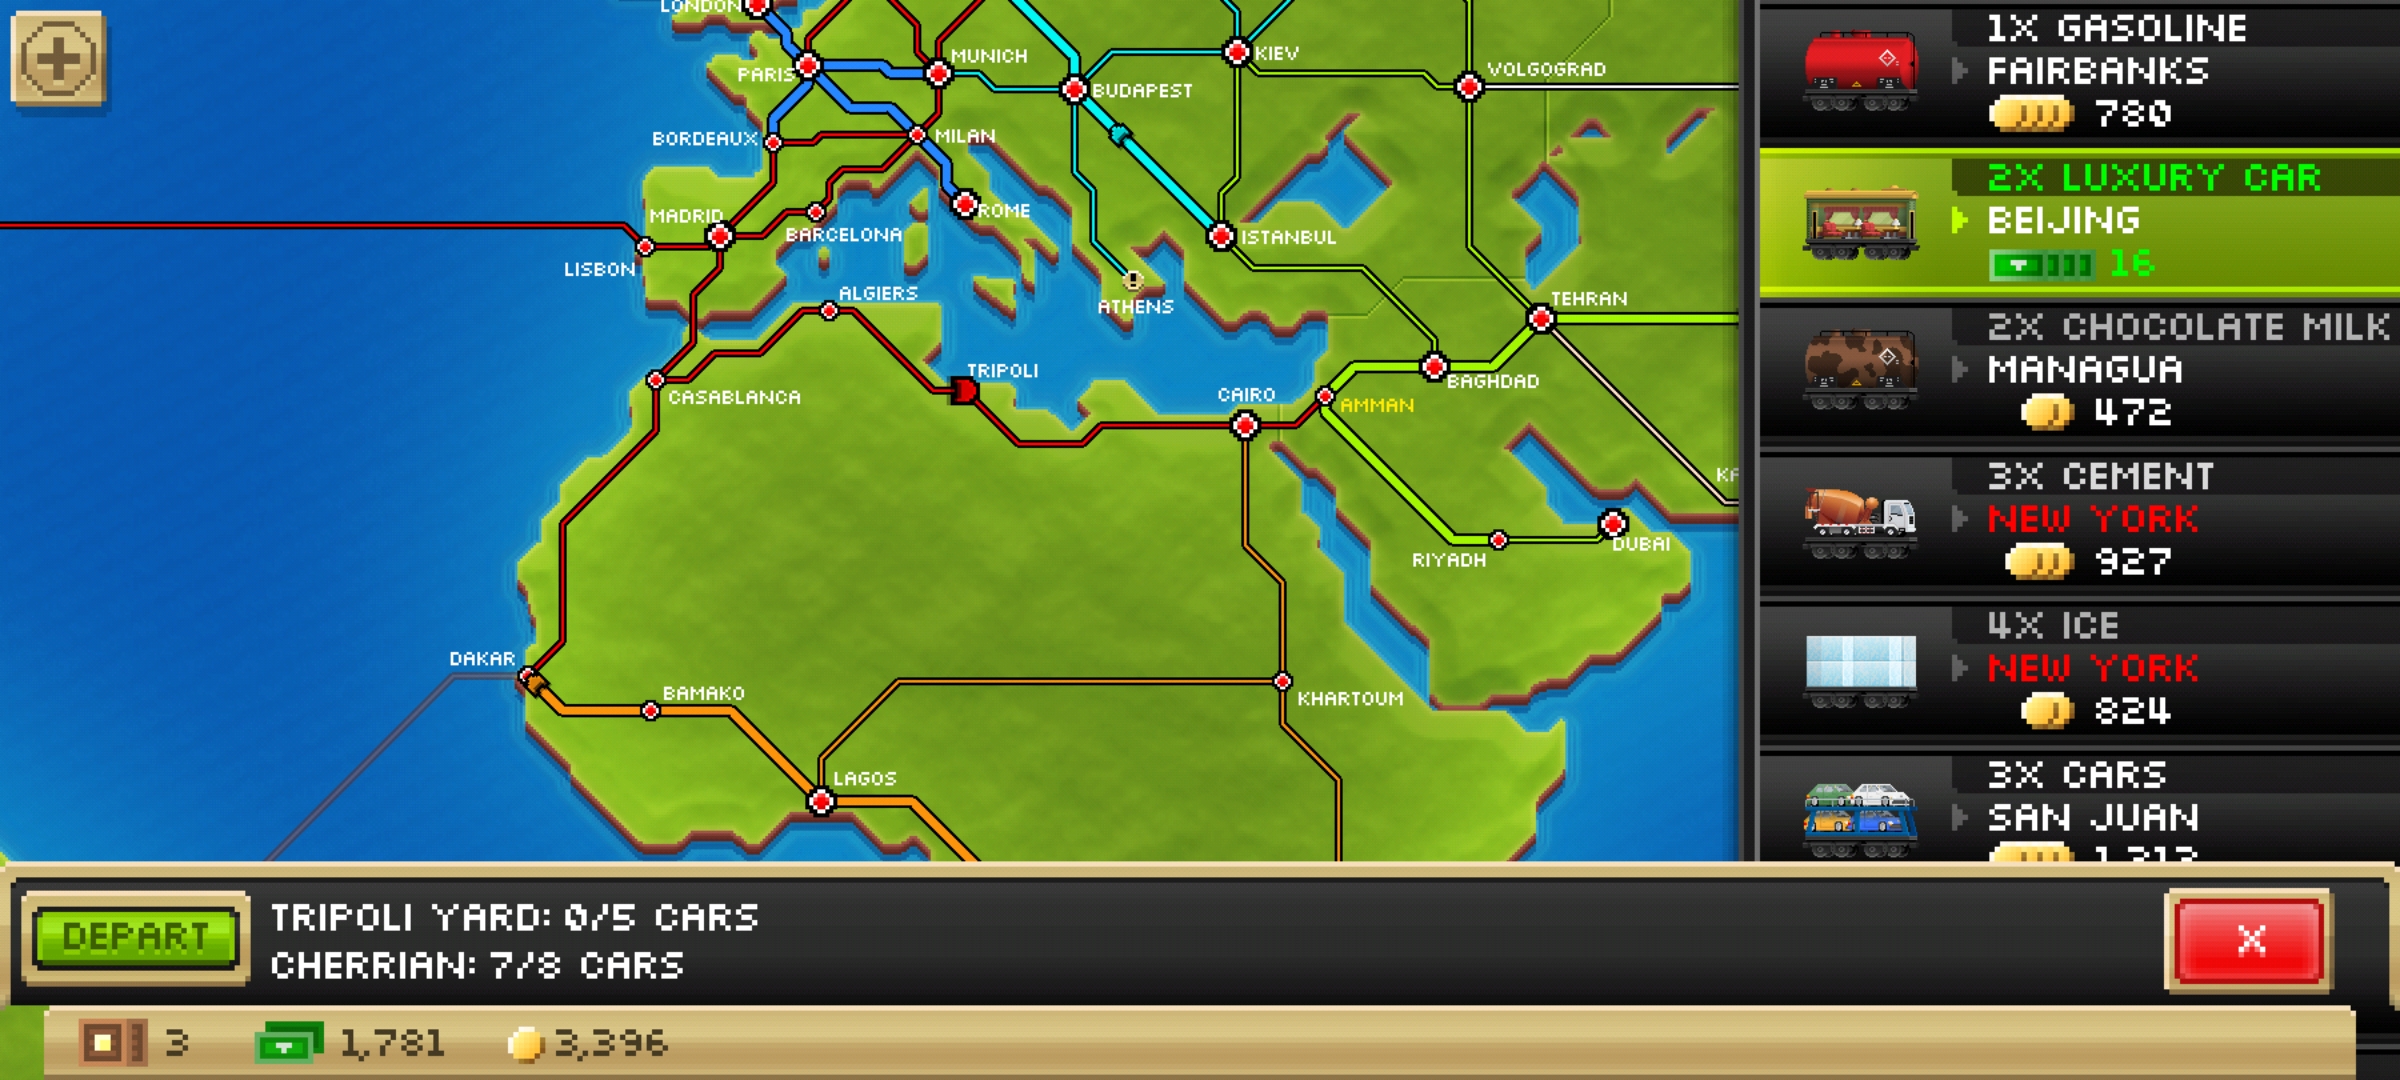 LONDON
MUNICH
KIEV
PARIS
VOLGOGRAD
BUDAPEST
BORDEAUX
MILAN
MADRID
ROME
BARCELONA
ISTANBUL
LISBON
ALGIERS
ATHENS
TEHRAN
TRIPOLI
BAGHDAD
CASABLANCA
CAIRO
AMMAN
KA
DUBAI
RIYADH
DAKAR
BAMAKO
KHARTOUM
LAGOS
1X GASOLINE
FAIRBANKS
780
2X LUXURY CAR
BEIJING
16
2X CHOCOLATE MILK
MANAGUA
472
3X CEMENT
NEW YORK
927
4X ICE
NEW YORK
824
3X CARS
SAN JUAN
DEPART
TRIPOLI YARD: 0/5 CARS
CHERRIAN: 7/8 CARS
X
3
1,781
3,396